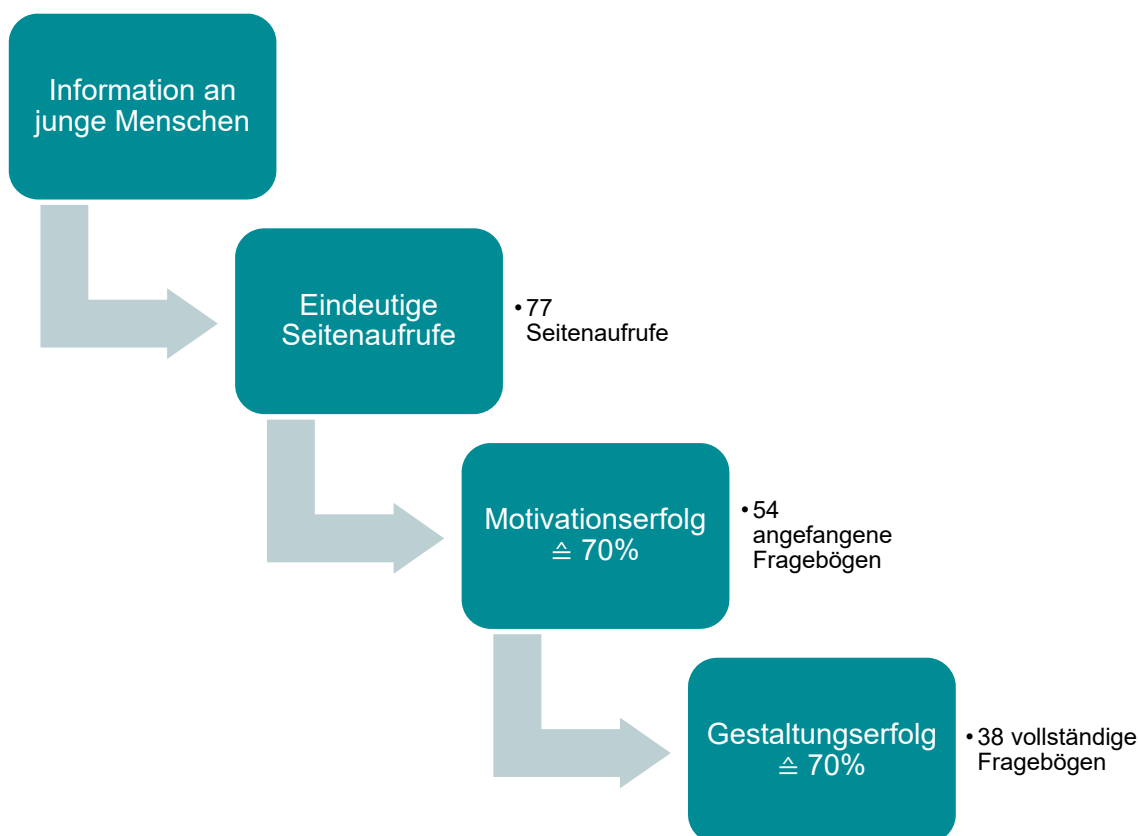 Information an
junge Menschen
Eindeutige
Seitenaufrufe
• 77
Seitenaufrufe
Motivationserfolg
≙ 70%
• 54
angefangene
Fragebögen
Gestaltungserfolg
≙ 70%
• 38 vollständige
Fragebögen